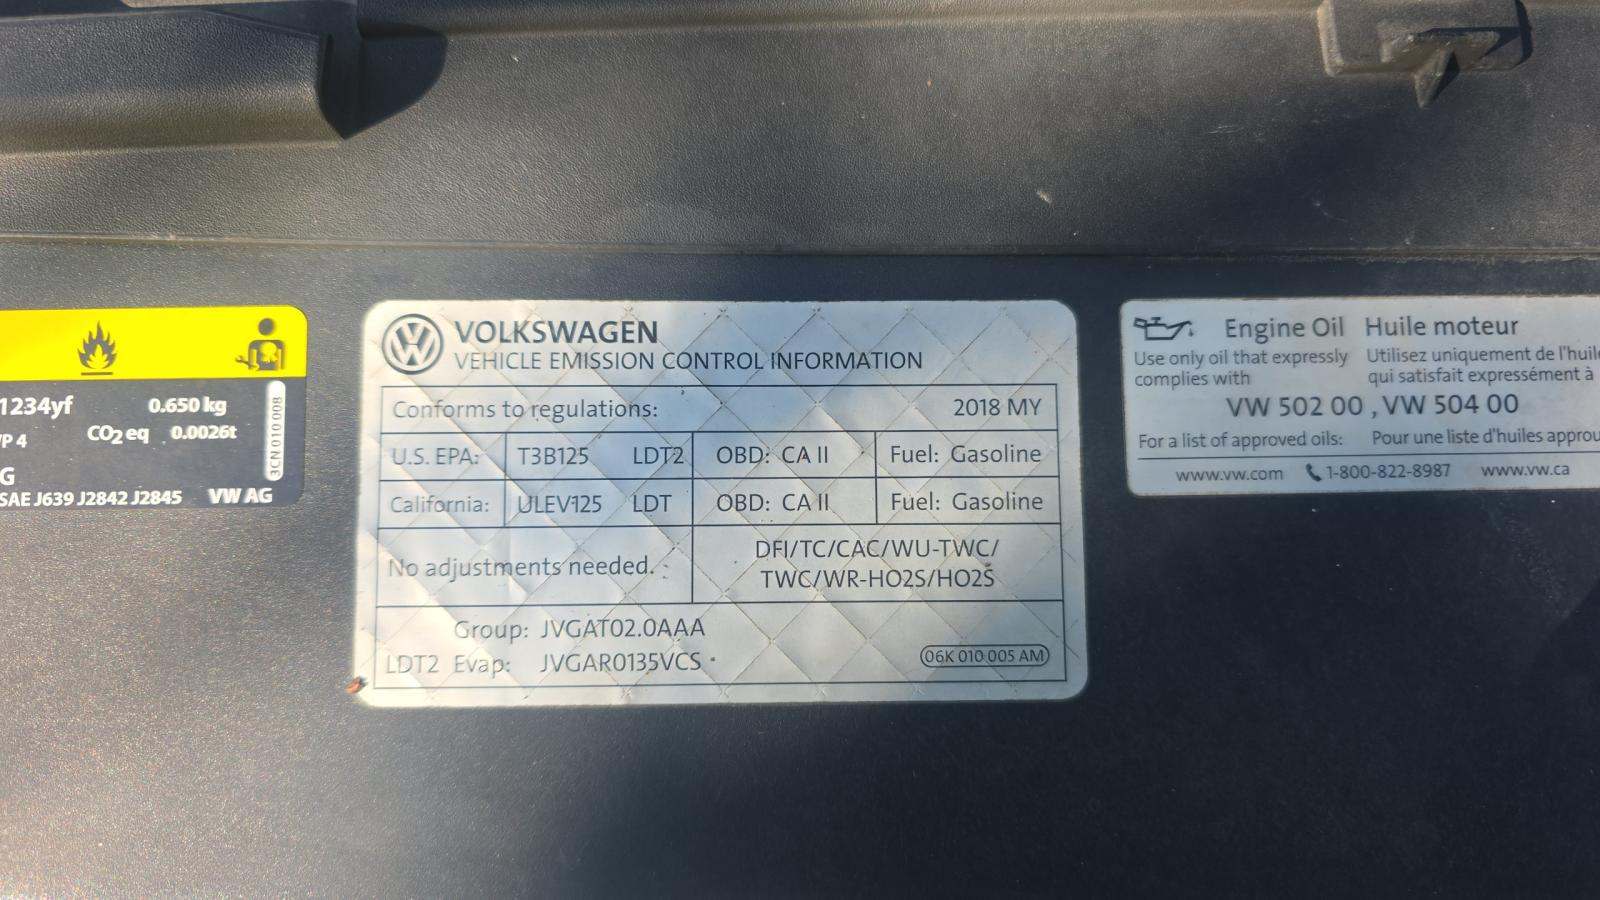 1234yf 0.650 kg
P 4 CO2 eq 0.0026t
G
SAE J639 J2842 J2845 VW AG
3CN 010 008
VOLKSWAGEN
VEHICLE EMISSION CONTROL INFORMATION
Conforms to regulations: 2018 MY
U.S. EPA: T3B125 LDT2 OBD: CA II Fuel: Gasoline
California: ULEV125 LDT OBD: CA II Fuel: Gasoline
No adjustments needed.
DFI/TC/CAC/WU-TWC/
TWC/WR-HO2S/HO2S
Group: JVGAT02.0AAA
LDT2 Evap: JVGAR0135VCS
06K 010 005 AM
Engine Oil Huile moteur
Use only oil that expressly Utilisez uniquement de l'huile
complies with qui satisfait expressément à
VW 502 00 , VW 504 00
For a list of approved oils: Pour une liste d'huiles approu
www.vw.com 1-800-822-8987 www.vw.ca